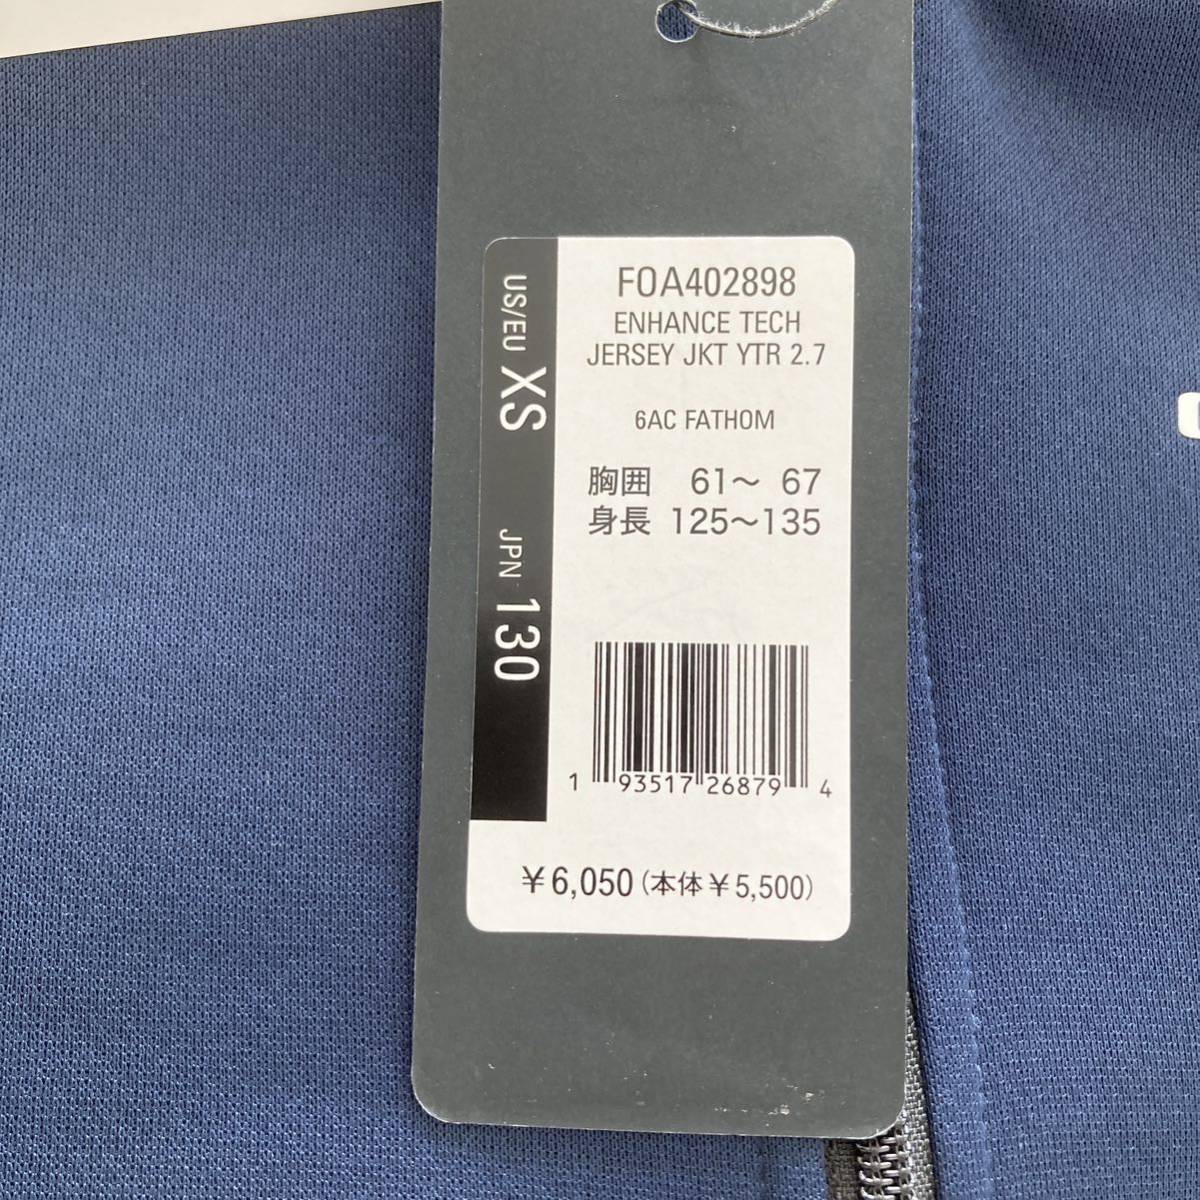 FOA402898
ENHANCE TECH
JERSEY JKT YTR 2.7
6AC FATHOM
胸囲 61～ 67
身長 125～135
US/EU XS
JPN 130
1 93517 26879 4
￥6,050（本体￥5,500）